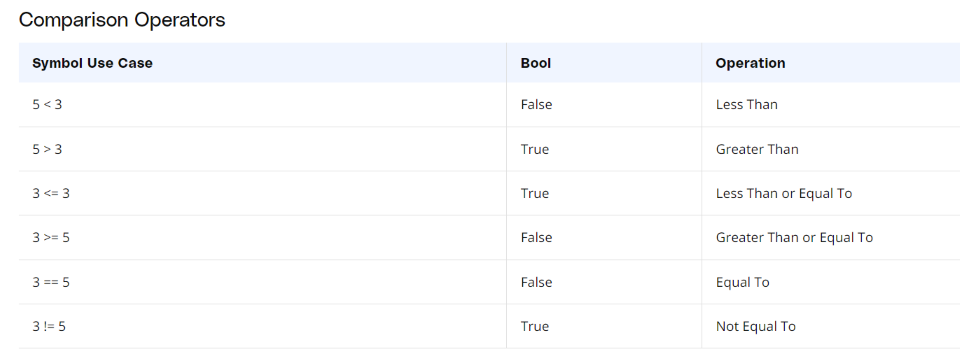 Comparison Operators
Symbol Use Case Bool Operation
5 < 3 False Less Than
5 > 3 True Greater Than
3 <= 3 True Less Than or Equal To
3 >= 5 False Greater Than or Equal To
3 == 5 False Equal To
3 != 5 True Not Equal To